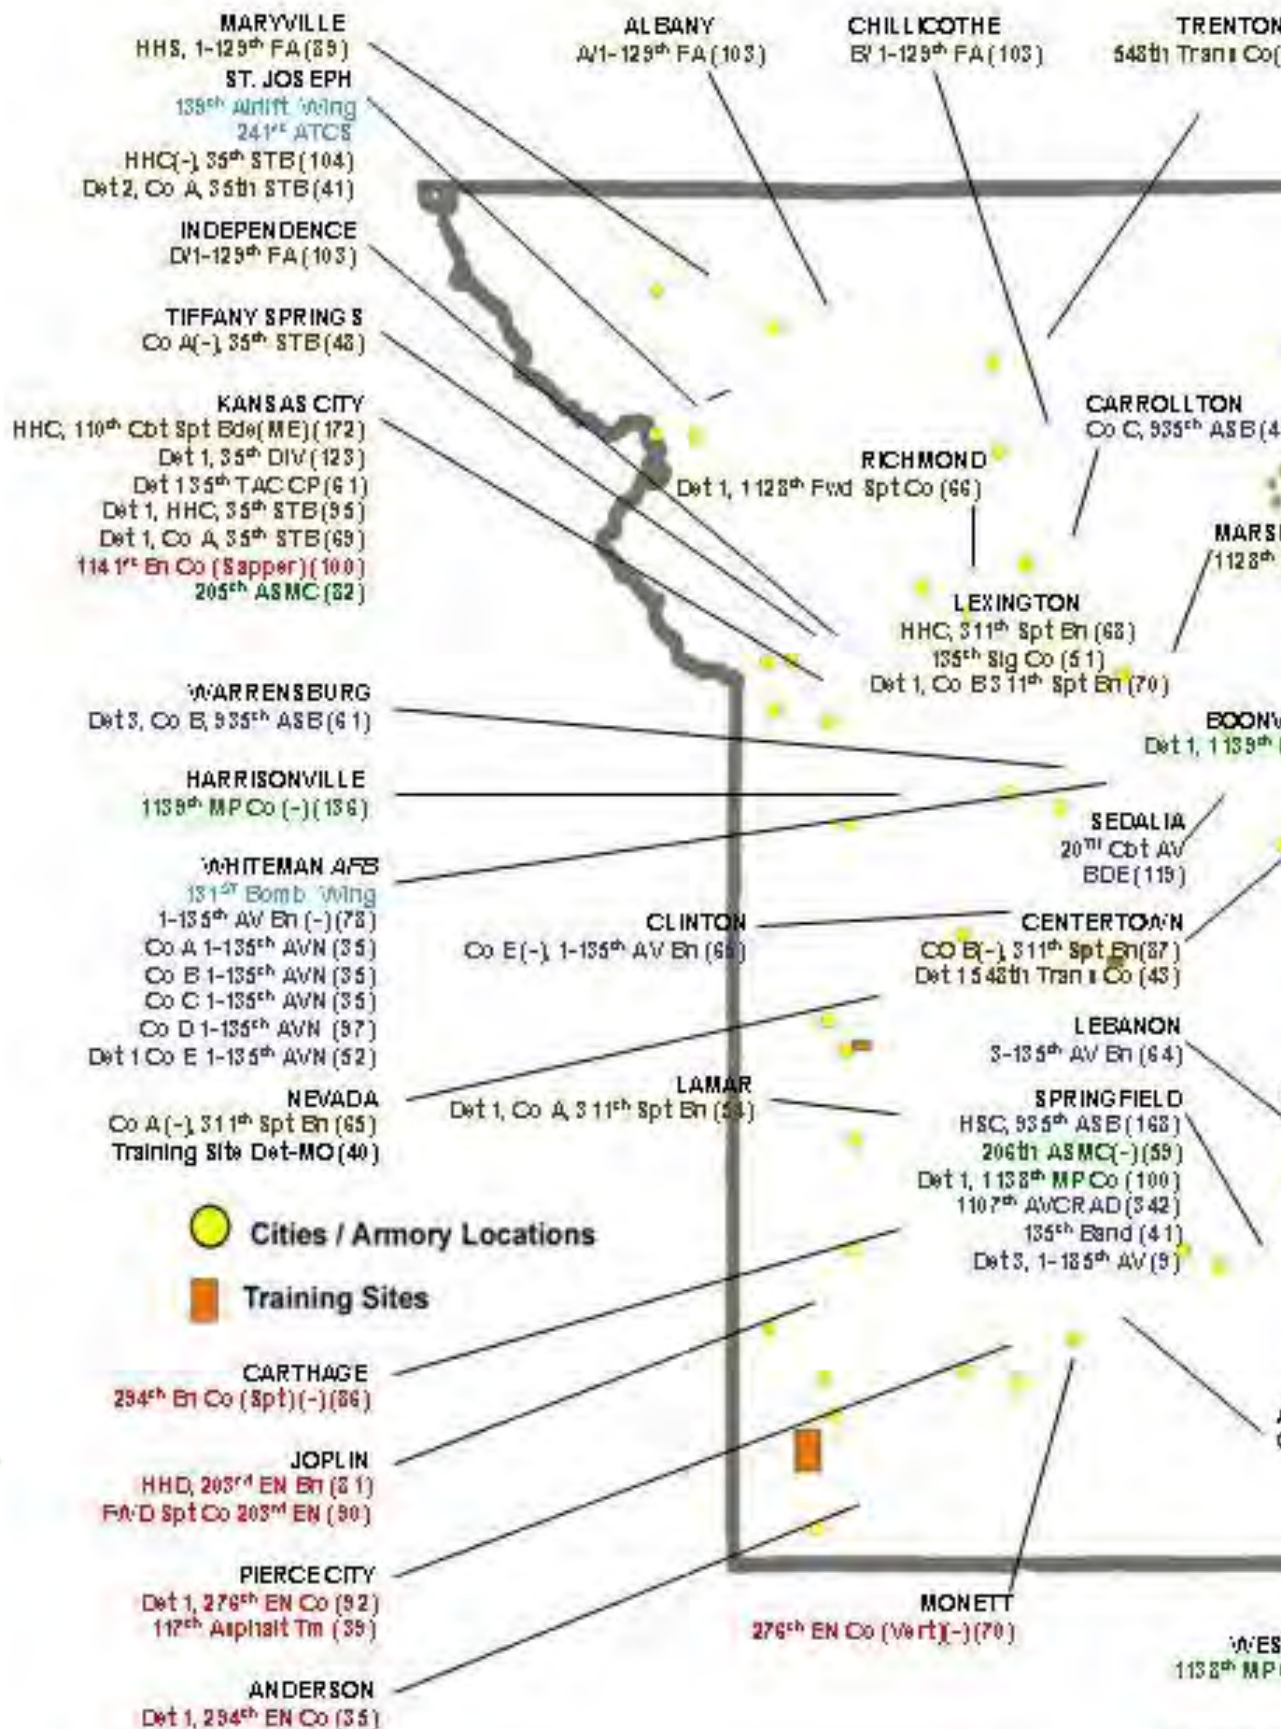 MARYVILLE
HHS, 1-129th FA (89)
ST. JOSEPH
139th Airlift Wing
241st ATCS
HHC(-), 35th STB (104)
Det 2, Co A, 35th STB (41)
INDEPENDENCE
D/1-129th FA (103)
TIFFANY SPRINGS
Co A(-), 35th STB (48)
KANSAS CITY
HHC, 110th Cbt Spt Bde(ME) (172)
Det 1, 35th DIV (123)
Det 1 35th TAC CP (61)
Det 1, HHC, 35th STB (95)
Det 1, Co A, 35th STB (69)
1141st En Co (Sapper) (100)
205th ASMC (82)
WARRENSBURG
Det 3, Co B, 935th ASB (61)
HARRISONVILLE
1139th MP Co (-) (136)
WHITEMAN AFB
131ST Bomb Wing
1-135th AV Bn (-) (78)
Co A 1-135th AVN (35)
Co B 1-135th AVN (35)
Co C 1-135th AVN (35)
Co D 1-135th AVN (97)
Det 1 Co E 1-135th AVN (52)
NEVADA
Co A (-), 311th Spt Bn (65)
Training Site Det-MO (40)
Cities / Armory Locations
Training Sites
CARTHAGE
294th En Co (Spt)(-) (86)
JOPLIN
HHD, 203rd EN Bn (81)
FWD Spt Co 203rd EN (90)
PIERCE CITY
Det 1, 276th EN Co (92)
117th Asphalt Tm (39)
ANDERSON
Det 1, 294th EN Co (35)
ALBANY
A/1-129th FA (103)
CHILLICOTHE
B/ 1-129th FA (103)
TRENTON
548th Trans Co(
CARROLLTON
Co C, 935th ASB (4
RICHMOND
Det 1, 1128th Fwd Spt Co (66)
MARS
1128th
LEXINGTON
HHC, 311th Spt Bn (68)
135th Sig Co (51)
Det 1, Co B 311th Spt Bn (70)
BOONV
Det 1, 1139th
SEDALIA
20TH Cbt AV
BDE (119)
CLINTON
Co E (-), 1-135th AV Bn
CENTERTOWN
CO B(-), 311th Spt Bn(87)
Det 1 548th Trans Co (43)
LEBANON
3-135th AV Bn (64)
LAMAR
Det 1, Co A, 311th Spt Bn
SPRINGFIELD
HSC, 935th ASB (168)
206th ASMC(-) (59)
Det 1, 1138th MP Co (100)
1107th AVCRAD (342)
135th Band (41)
Det 3, 1-185th AV (9)
MONETT
276th EN Co (Vert)(-) (70)
WES
1138th MP